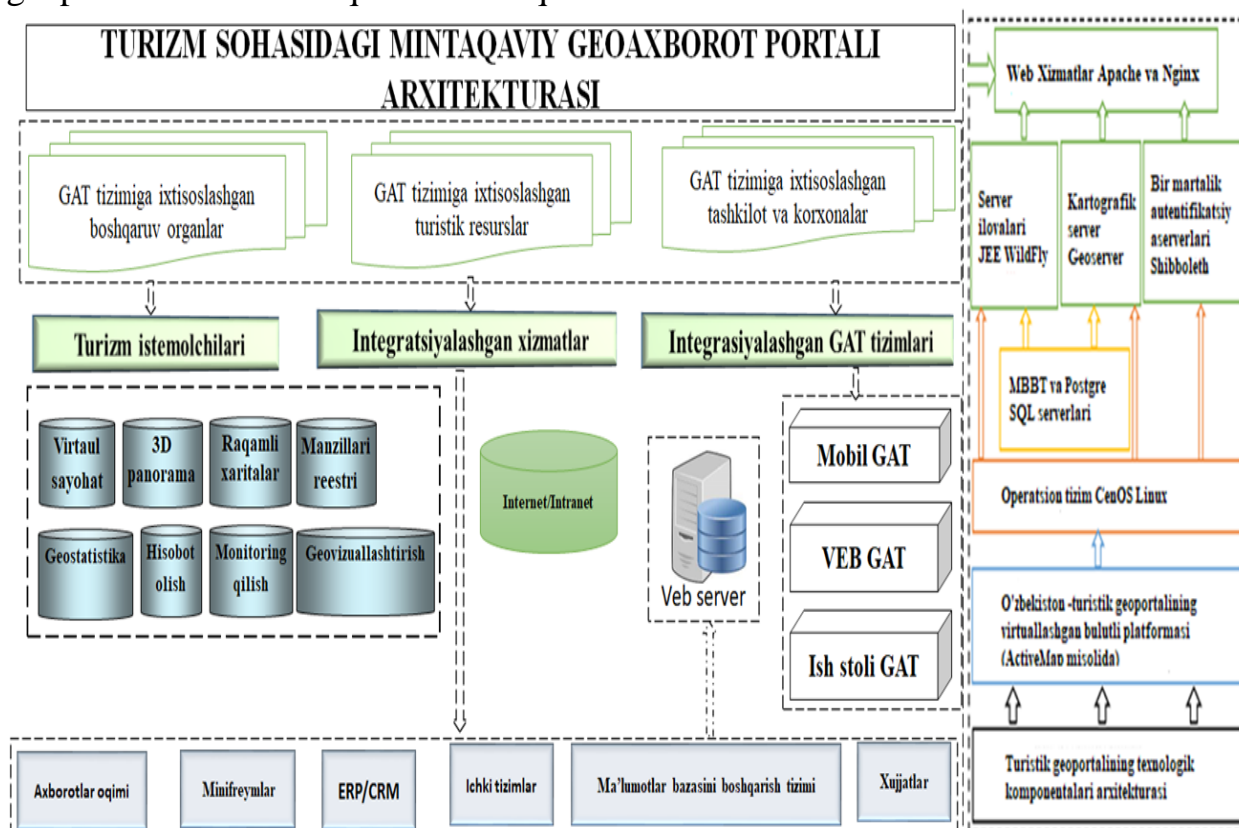 TURIZM SOHASIDAGI MINTAQAVIY GEOAXBOROT PORTALI
ARXITEKTURASI
GAT tizimiga ixtisoslashgan
boshqaruv organlar
GAT tizimiga ixtisoslashgan
turistik resurslar
GAT tizimiga ixtisoslashgan
tashkilot va korxonalar
Turizm istemolchilari
Integratsiyalashgan xizmatlar
Integrasiyalashgan GAT tizimlari
Virtaul
sayohat
3D
panorama
Raqamli
xaritalar
Manzillari
reestri
Geostatistika
Hisobot
olish
Monitoring
qilish
Geovizuallashtirish
Internet/Intranet
Veb server
Mobil GAT
VEB GAT
Ish stoli GAT
Axborotlar oqimi
Minifreymlar
ERP/CRM
Ichki tizimlar
Ma'lumotlar bazasini boshqarish tizimi
Xujjatlar
Web Xizmatlar Apache va Nginx
Server
ilovalari
JEE WildFly
Kartografik
server
Geoserver
Bir martalik
autentifikatsiy
aserverlari
Shibboleth
MBBT va Postgre
SQL serverlari
Operatsion tizim CenOS Linux
O'zbekiston -turistik geoportalining
virtuallashgan bulutli platformasi
(ActiveMap misolida)
Turistik geoportalining texnologik
komponentalari arxitekturasi